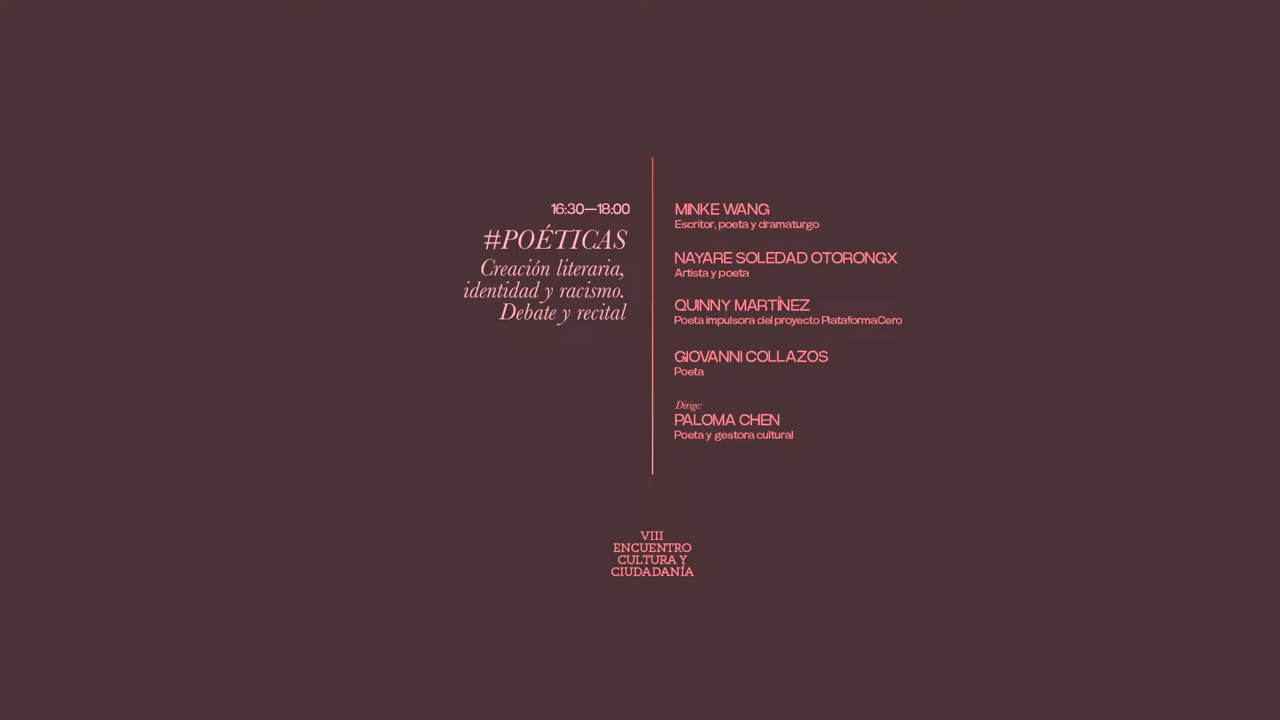 16:30—18:00
#POÉTICAS
Creación literaria,
identidad y racismo.
Debate y recital
MINKE WANG
Escritor, poeta y dramaturgo
NAYARE SOLEDAD OTORONGX
Artista y poeta
QUINNY MARTÍNEZ
Poeta impulsora del proyecto PlataformaCero
GIOVANNI COLLAZOS
Poeta
Dirige:
PALOMA CHEN
Poeta y gestora cultural
VIII
ENCUENTRO
CULTURA Y
CIUDADANÍA